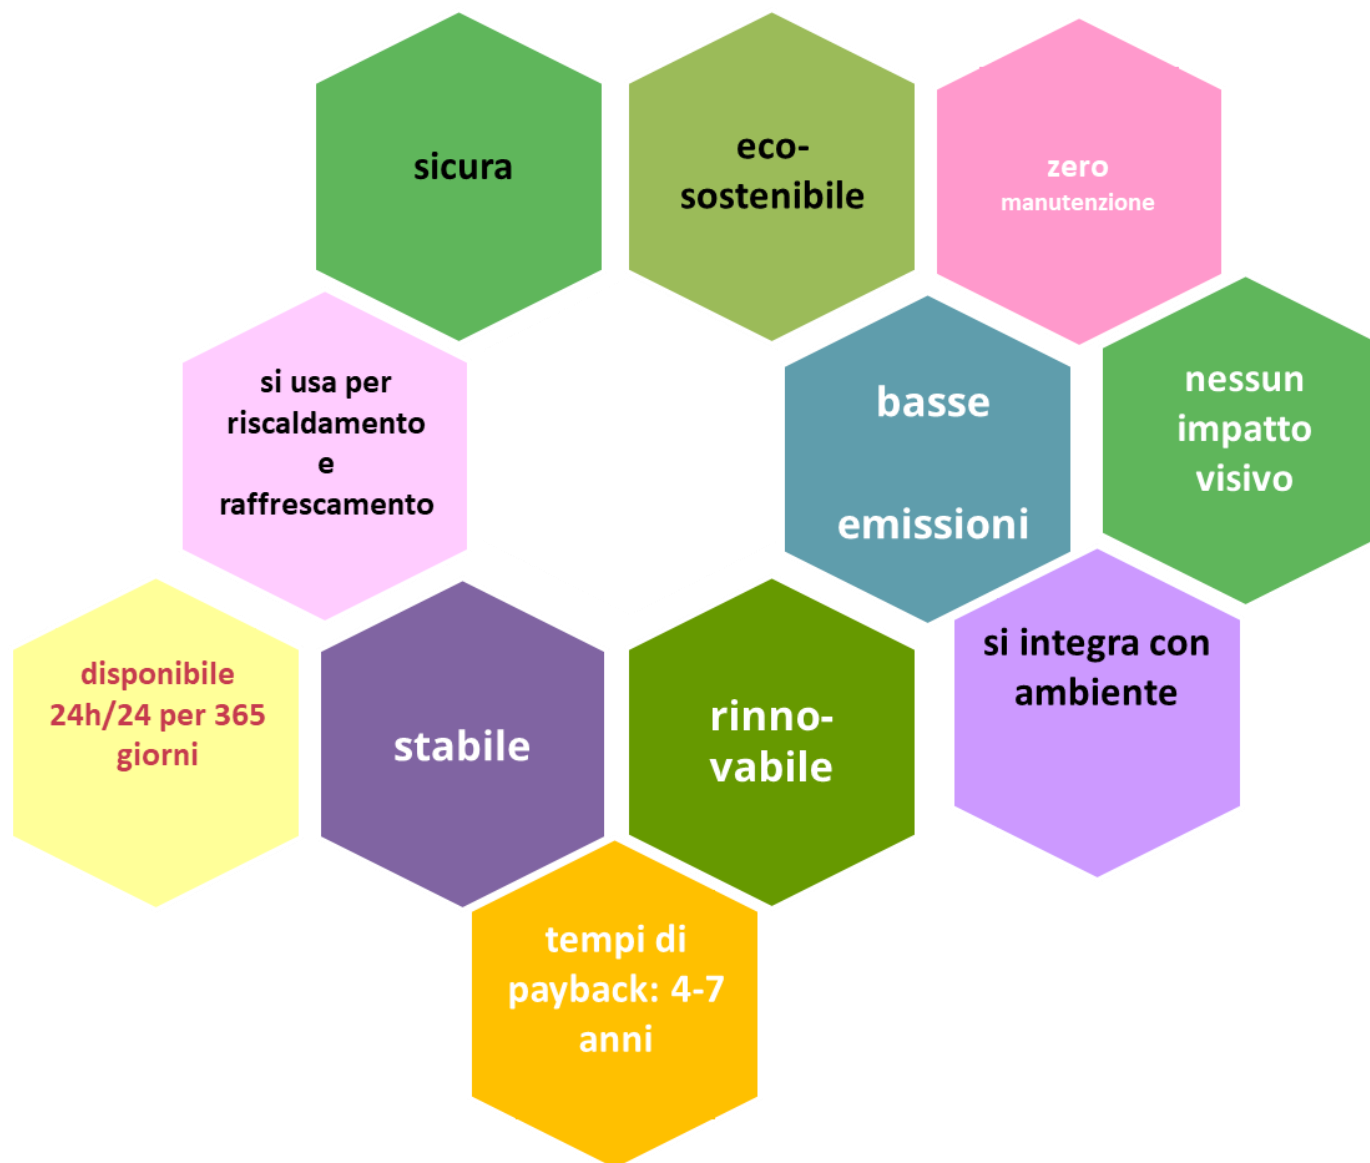 sicura
eco-
sostenibile
zero
manutenzione
si usa per
riscaldamento
e
raffrescamento
basse
emissioni
nessun
impatto
visivo
disponibile
24h/24 per 365
giorni
stabile
rinno-
vabile
si integra con
ambiente
tempi di
payback: 4-7
anni